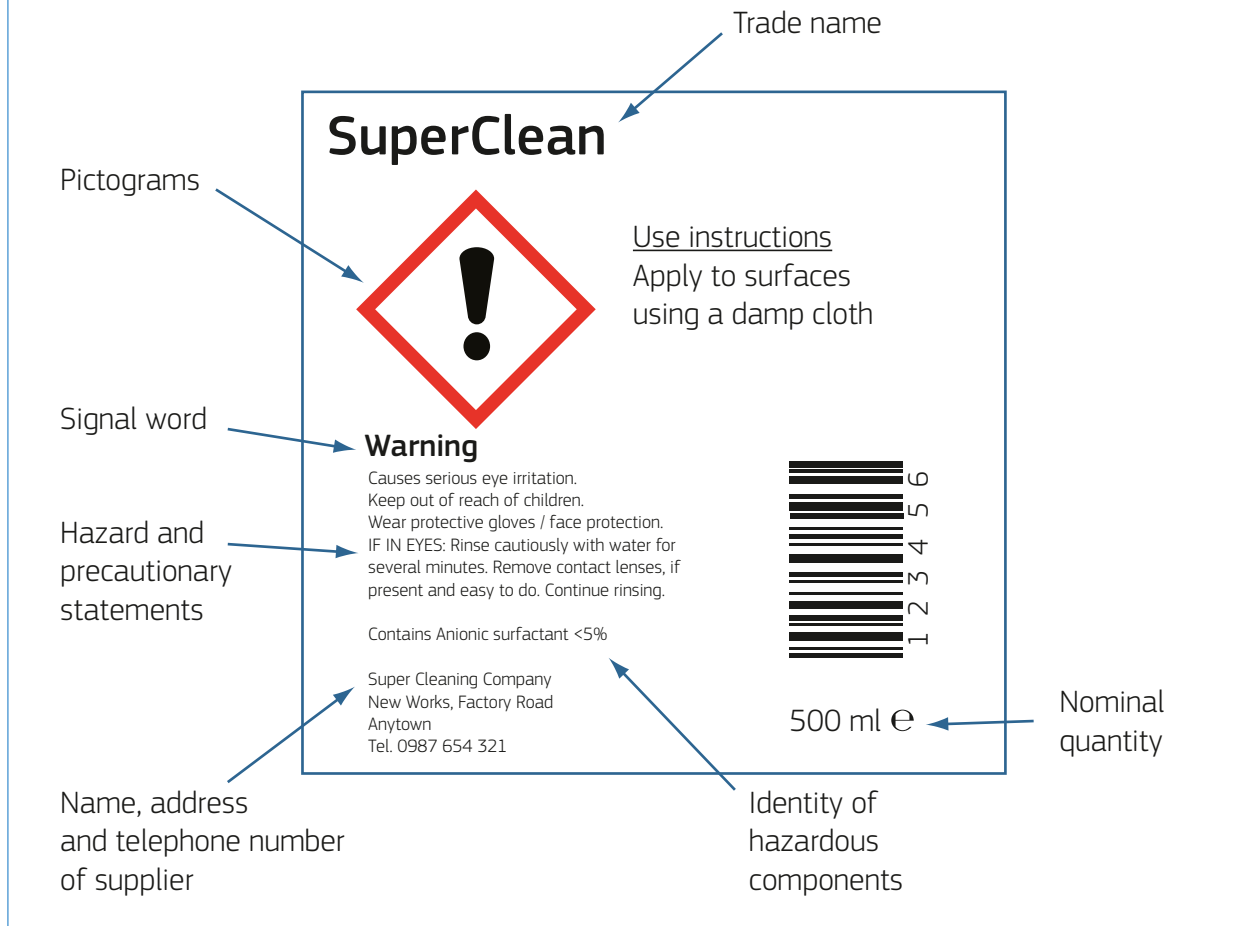 Trade name
SuperClean
Pictograms
Use instructions
Apply to surfaces
using a damp cloth
Signal word
Warning
Causes serious eye irritation.
Keep out of reach of children.
Wear protective gloves / face protection.
IF IN EYES: Rinse cautiously with water for
several minutes. Remove contact lenses, if
present and easy to do. Continue rinsing.
Hazard and
precautionary
statements
Contains Anionic surfactant <5%
Super Cleaning Company
New Works, Factory Road
Anytown
Tel. 0987 654 321
1 2 3 4 5 6
500 ml ℮
Nominal
quantity
Name, address
and telephone number
of supplier
Identity of
hazardous
components